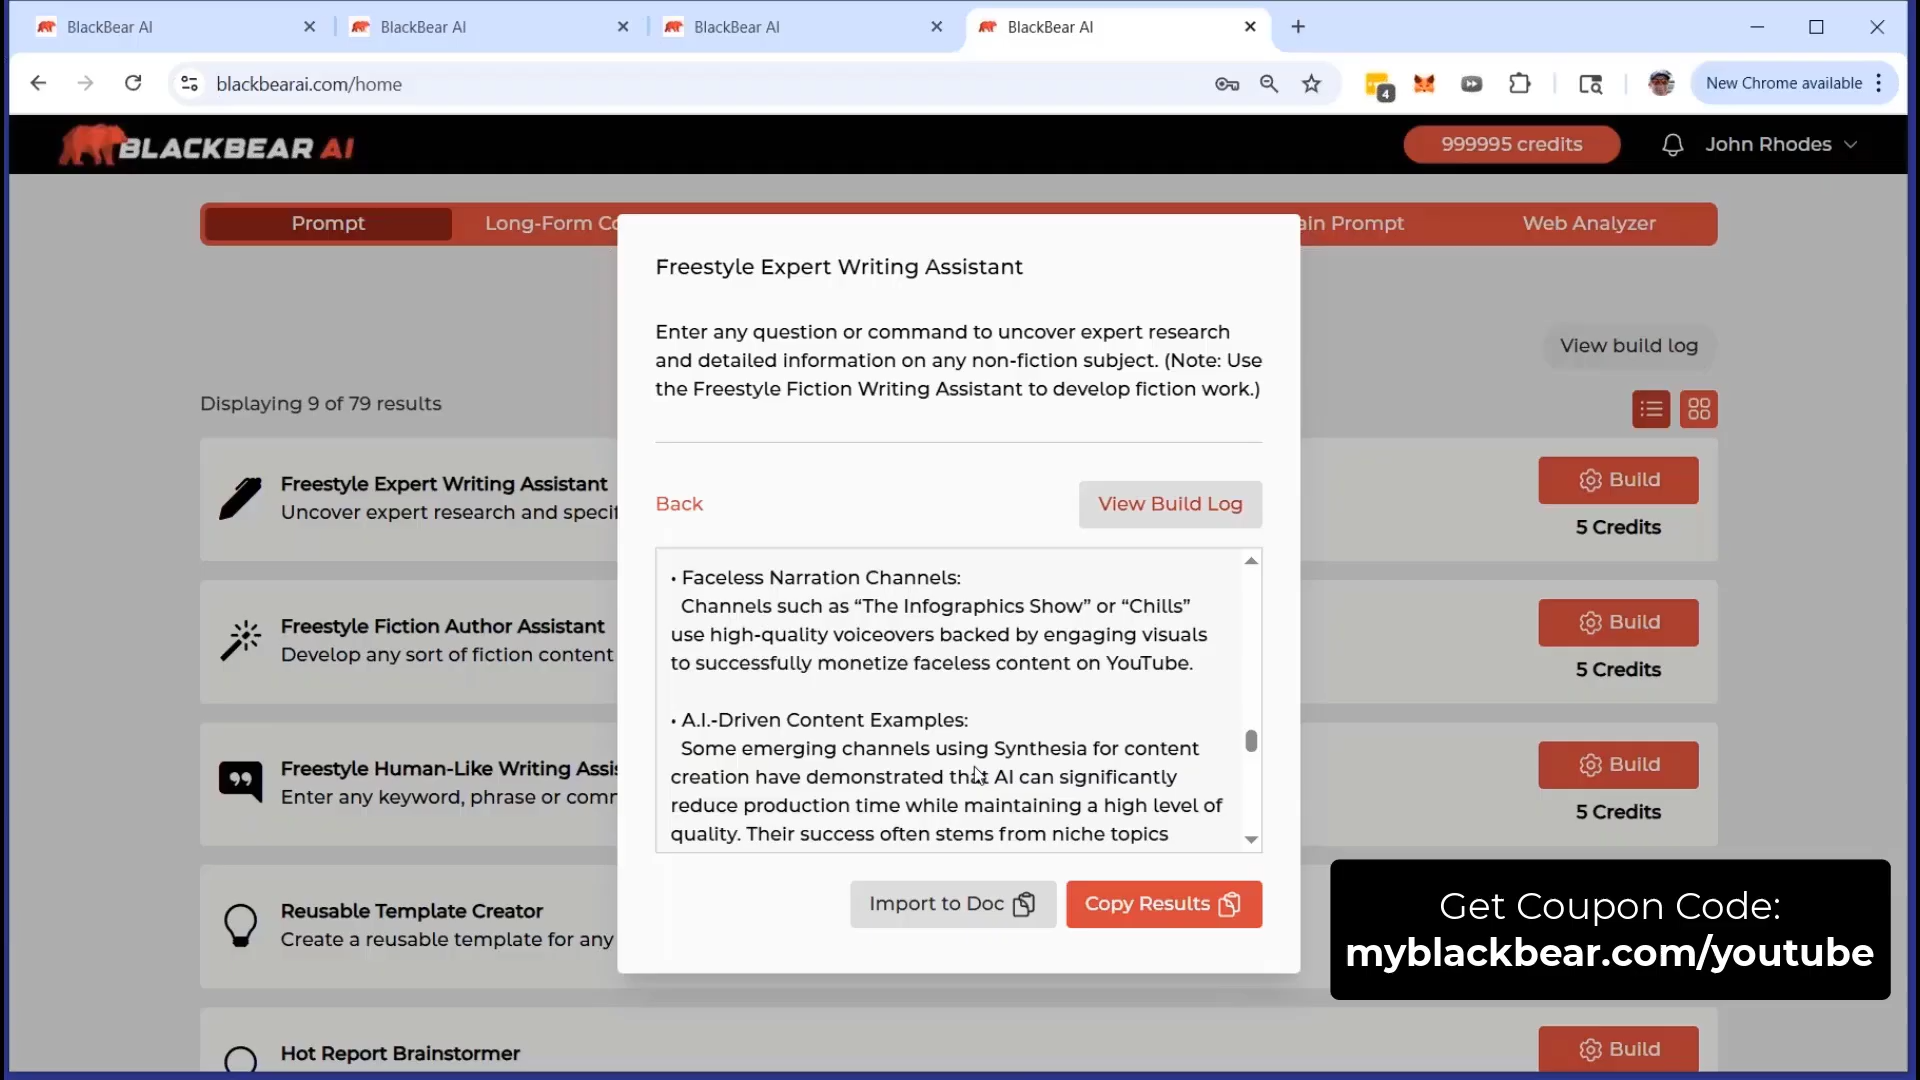 BlackBear AI
BlackBear AI
BlackBear AI
BlackBear AI
blackbearai.com/home
4
New Chrome available
BLACKBEAR AI
999995 credits
John Rhodes
Prompt
Long-Form Co
ain Prompt
Web Analyzer
View build log
Displaying 9 of 79 results
Freestyle Expert Writing Assistant
Uncover expert research and specif
Build
5 Credits
Freestyle Fiction Author Assistant
Develop any sort of fiction content
Build
5 Credits
Freestyle Human-Like Writing Assis
Enter any keyword, phrase or comm
Build
5 Credits
Reusable Template Creator
Create a reusable template for any
Hot Report Brainstormer
Build
Freestyle Expert Writing Assistant
Enter any question or command to uncover expert research
and detailed information on any non-fiction subject. (Note: Use
the Freestyle Fiction Writing Assistant to develop fiction work.)
Back
View Build Log
• Faceless Narration Channels:
Channels such as “The Infographics Show” or “Chills”
use high-quality voiceovers backed by engaging visuals
to successfully monetize faceless content on YouTube.
• A.I.-Driven Content Examples:
Some emerging channels using Synthesia for content
creation have demonstrated that AI can significantly
reduce production time while maintaining a high level of
quality. Their success often stems from niche topics
Import to Doc
Copy Results
Get Coupon Code:
myblackbear.com/youtube